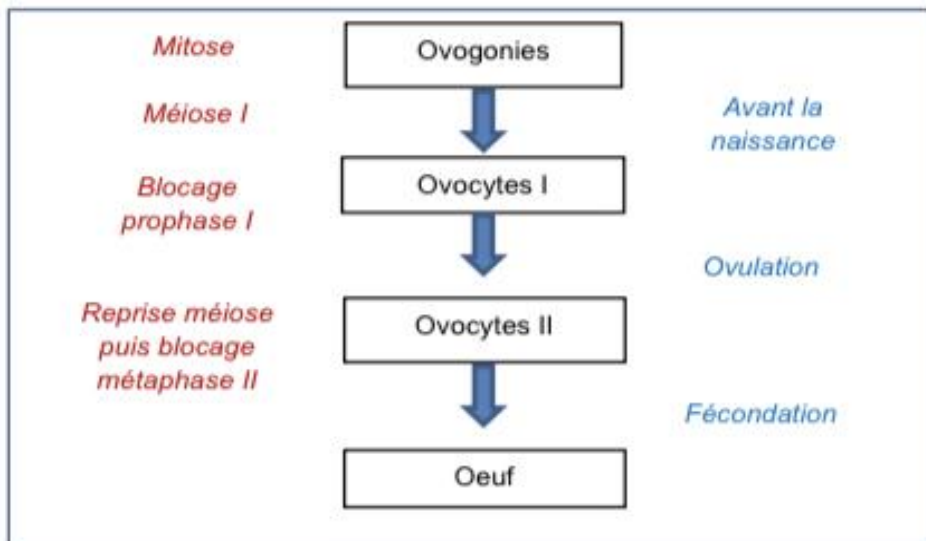 Mitose
Ovogonies
Méiose I
Avant la
naissance
Blocage
prophase I
Ovocytes I
Ovulation
Reprise méiose
puis blocage
métaphase II
Ovocytes II
Fécondation
Oeuf